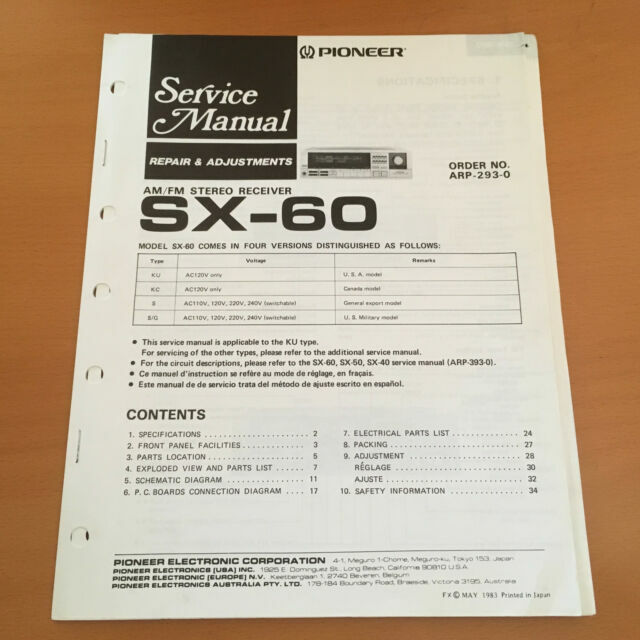 PIONEER
Service
Manual
REPAIR & ADJUSTMENTS
ORDER NO.
ARP-293-0
AM/FM STEREO RECEIVER
SX-60
MODEL SX-60 COMES IN FOUR VERSIONS DISTINGUISHED AS FOLLOWS:
Type Voltage Remarks
KU AC120V only U. S. A. model
KC AC120V only Canada model
S AC110V, 120V, 220V, 240V (switchable) General export model
S/G AC110V, 120V, 220V, 240V (switchable) U. S. Military model
● This service manual is applicable to the KU type.
For servicing of the other types, please refer to the additional service manual.
● For the circuit descriptions, please refer to the SX-60, SX-50, SX-40 service manual (ARP-393-0).
● Ce manuel d'instruction se refère au mode de réglage, en français.
● Este manual de de servicio trata del método de ajuste escrito en español.
CONTENTS
1. SPECIFICATIONS . . . . . . . . . . . . . . . . . . . . . 2
2. FRONT PANEL FACILITIES . . . . . . . . . . . . . 3
3. PARTS LOCATION . . . . . . . . . . . . . . . . . . . . 5
4. EXPLODED VIEW AND PARTS LIST . . . . . . . 7
5. SCHEMATIC DIAGRAM . . . . . . . . . . . . . . . . 11
6. P. C. BOARDS CONNECTION DIAGRAM . . . . 17
7. ELECTRICAL PARTS LIST . . . . . . . . . . . . . 24
8. PACKING . . . . . . . . . . . . . . . . . . . . . . . . 27
9. ADJUSTMENT . . . . . . . . . . . . . . . . . . . . . 28
RÉGLAGE . . . . . . . . . . . . . . . . . . . . . . . 30
AJUSTE . . . . . . . . . . . . . . . . . . . . . . . . 32
10. SAFETY INFORMATION . . . . . . . . . . . . . . 34
PIONEER ELECTRONIC CORPORATION 4-1, Meguro 1-Chome, Meguro-ku, Tokyo 153, Japan
PIONEER ELECTRONICS [USA] INC. 1925 E. Dominguez St., Long Beach, California 90810 U.S.A.
PIONEER ELECTRONIC [EUROPE] N.V. Keetberglaan 1, 2740 Beveren, Belgium
PIONEER ELECTRONICS AUSTRALIA PTY. LTD. 178-184 Boundary Road, Braeside, Victoria 3195, Australia
FX © MAY 1983 Printed in Japan